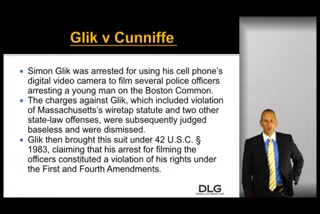 Glik v Cunniffe
• Simon Glik was arrested for using his cell phone's
digital video camera to film several police officers
arresting a young man on the Boston Common.
• The charges against Glik, which included violation
of Massachusetts's wiretap statute and two other
state-law offenses, were subsequently judged
baseless and were dismissed.
• Glik then brought this suit under 42 U.S.C. §
1983, claiming that his arrest for filming the
officers constituted a violation of his rights under
the First and Fourth Amendments.
DLG